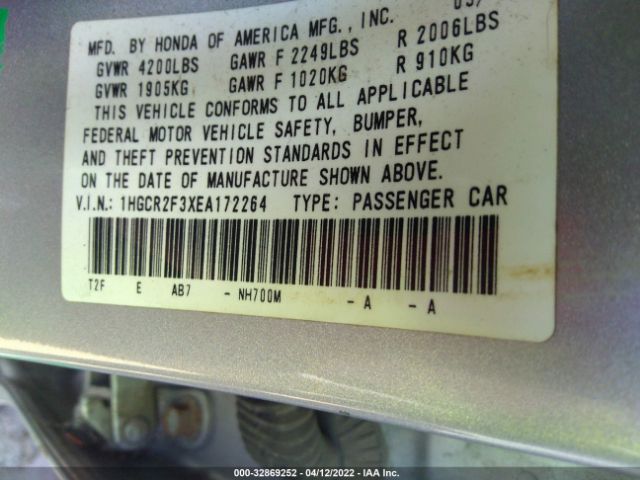 MFD. BY HONDA OF AMERICA MFG., INC.
GVWR 4200LBS GAWR F 2249LBS R 2006LBS
GVWR 1905KG GAWR F 1020KG R 910KG
THIS VEHICLE CONFORMS TO ALL APPLICABLE
FEDERAL MOTOR VEHICLE SAFETY, BUMPER,
AND THEFT PREVENTION STANDARDS IN EFFECT
ON THE DATE OF MANUFACTURE SHOWN ABOVE.
V.I.N.: 1HGCR2F3XEA172264 TYPE: PASSENGER CAR
T2F E AB7 - NH700M - A - A
000-32869252 - 04/12/2022 - IAA Inc.